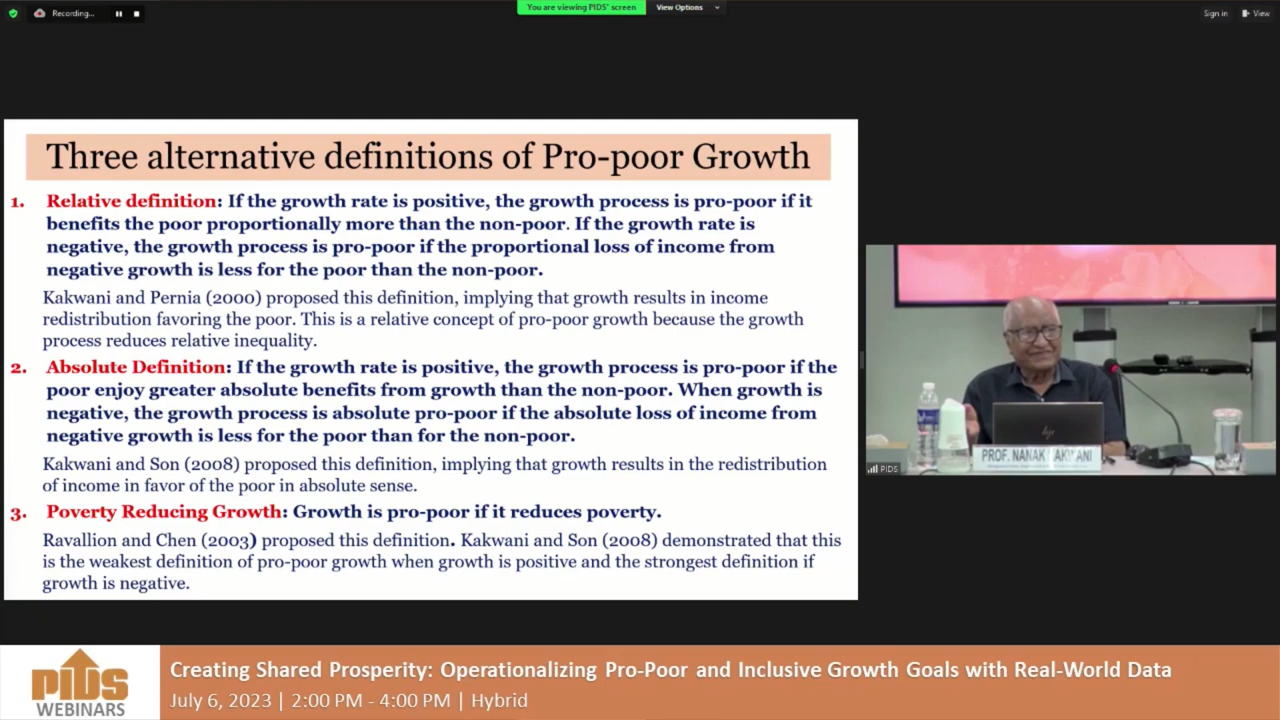 Recording...
You are viewing PIDS' screen
View Options
Sign in
View
Three alternative definitions of Pro-poor Growth
1. Relative definition: If the growth rate is positive, the growth process is pro-poor if it
benefits the poor proportionally more than the non-poor. If the growth rate is
negative, the growth process is pro-poor if the proportional loss of income from
negative growth is less for the poor than the non-poor.
Kakwani and Pernia (2000) proposed this definition, implying that growth results in income
redistribution favoring the poor. This is a relative concept of pro-poor growth because the growth
process reduces relative inequality.
2. Absolute Definition: If the growth rate is positive, the growth process is pro-poor if the
poor enjoy greater absolute benefits from growth than the non-poor. When growth is
negative, the growth process is absolute pro-poor if the absolute loss of income from
negative growth is less for the poor than for the non-poor.
Kakwani and Son (2008) proposed this definition, implying that growth results in the redistribution
of income in favor of the poor in absolute sense.
3. Poverty Reducing Growth: Growth is pro-poor if it reduces poverty.
Ravallion and Chen (2003) proposed this definition. Kakwani and Son (2008) demonstrated that this
is the weakest definition of pro-poor growth when growth is positive and the strongest definition if
growth is negative.
hp
PROF. NANAK KAKWANI
PIDS
PIDS
WEBINARS
Creating Shared Prosperity: Operationalizing Pro-Poor and Inclusive Growth Goals with Real-World Data
July 6, 2023 | 2:00 PM - 4:00 PM | Hybrid